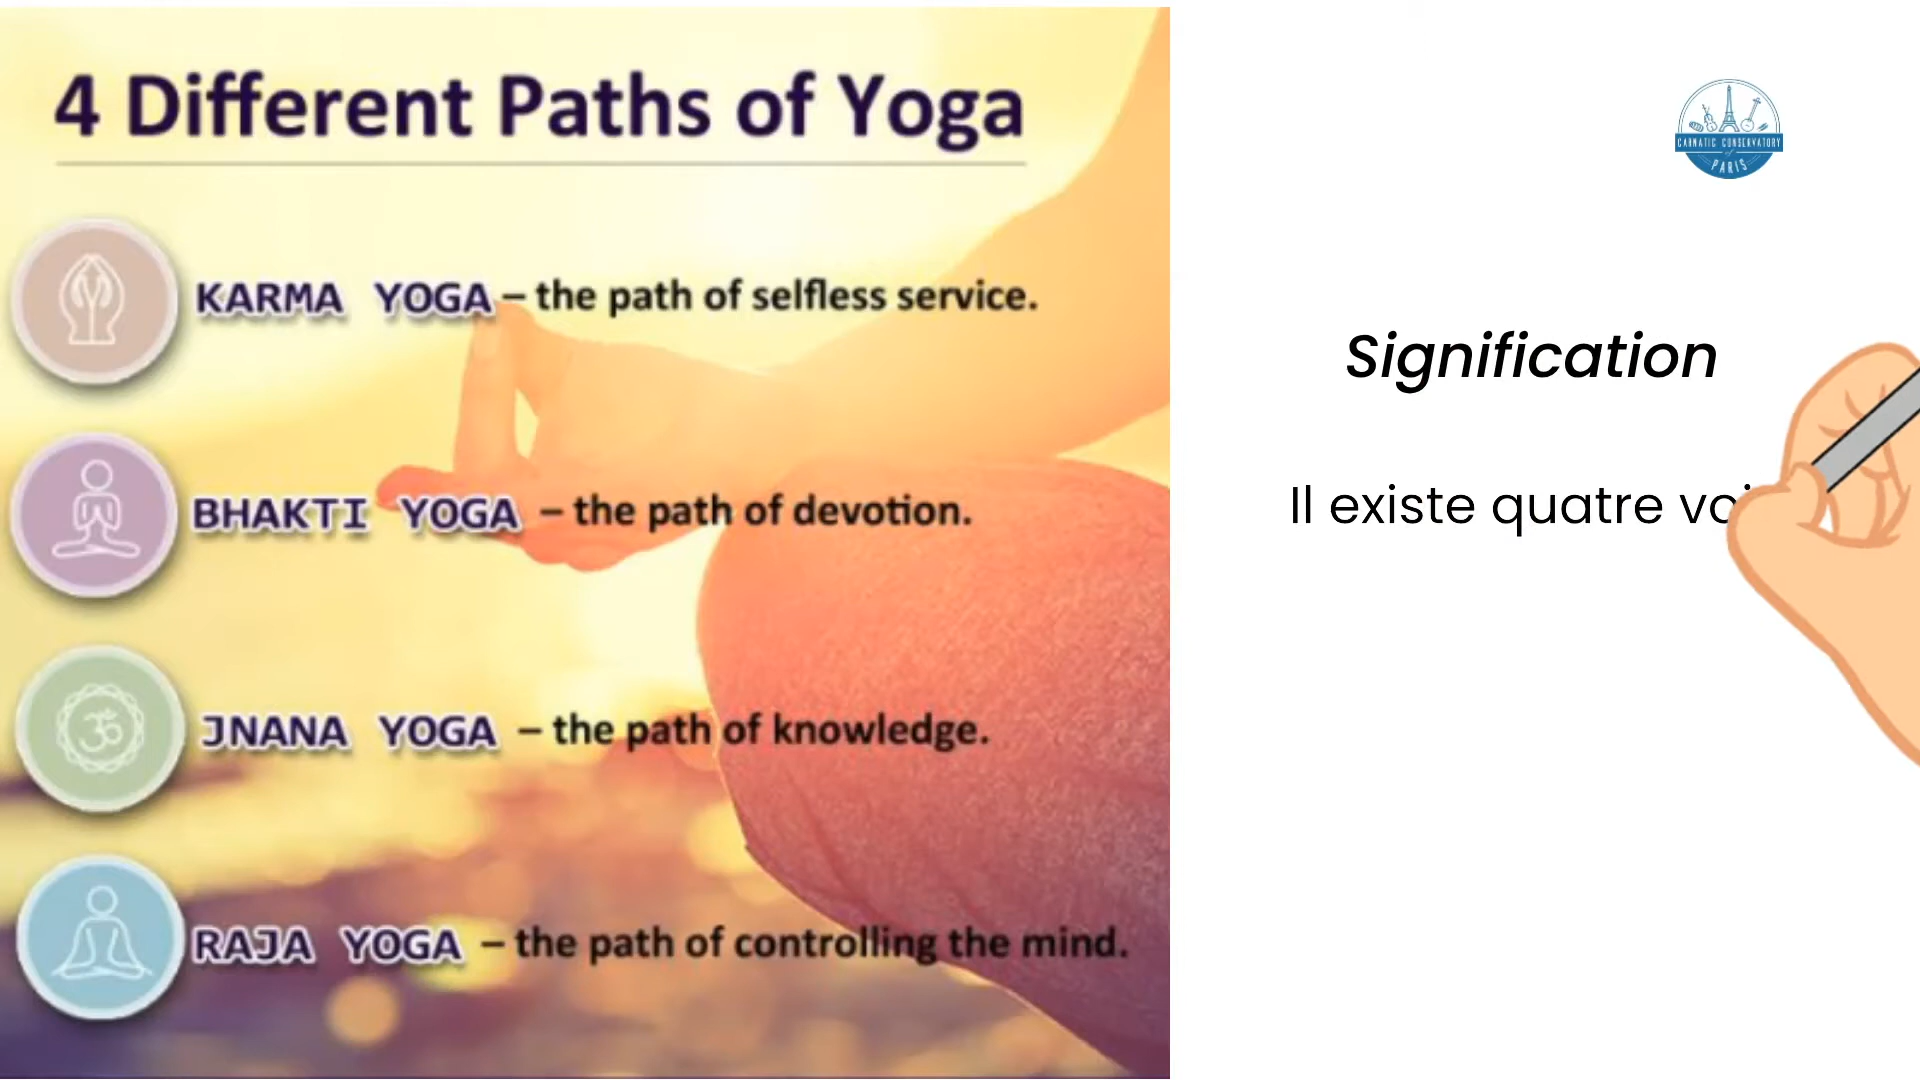 4 Different Paths of Yoga
KARMA YOGA – the path of selfless service.
BHAKTI YOGA – the path of devotion.
JNANA YOGA – the path of knowledge.
RAJA YOGA – the path of controlling the mind.
CARNATIC CONSERVATORY
of
PARIS
Signification
Il existe quatre